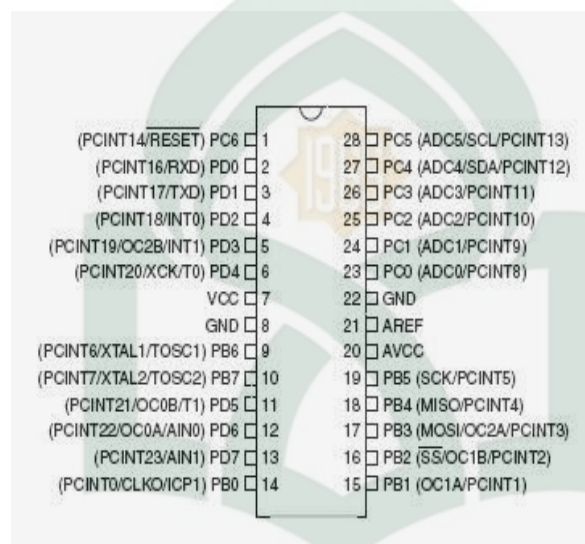 (PCINT14/RESET) PC6 1 28 PC5 (ADC5/SCL/PCINT13)
(PCINT16/RXD) PD0 2 27 PC4 (ADC4/SDA/PCINT12)
(PCINT17/TXD) PD1 3 26 PC3 (ADC3/PCINT11)
(PCINT18/INT0) PD2 4 25 PC2 (ADC2/PCINT10)
(PCINT19/OC2B/INT1) PD3 5 24 PC1 (ADC1/PCINT9)
(PCINT20/XCK/T0) PD4 6 23 PC0 (ADC0/PCINT8)
VCC 7 22 GND
GND 8 21 AREF
(PCINT6/XTAL1/TOSC1) PB6 9 20 AVCC
(PCINT7/XTAL2/TOSC2) PB7 10 19 PB5 (SCK/PCINT5)
(PCINT21/OC0B/T1) PD5 11 18 PB4 (MISO/PCINT4)
(PCINT22/OC0A/AIN0) PD6 12 17 PB3 (MOSI/OC2A/PCINT3)
(PCINT23/AIN1) PD7 13 16 PB2 (SS/OC1B/PCINT2)
(PCINT0/CLKO/ICP1) PB0 14 15 PB1 (OC1A/PCINT1)